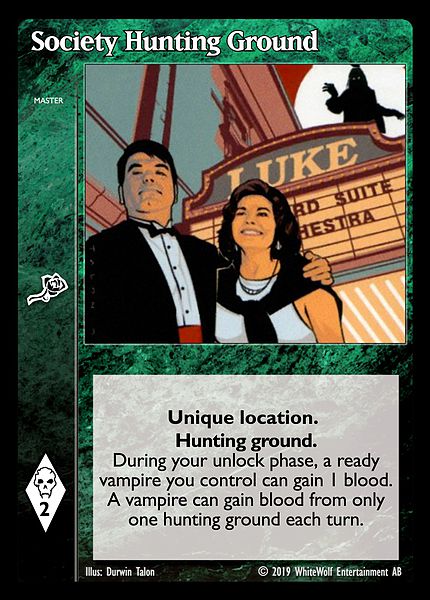 Society Hunting Ground
MASTER
LUKE
RD SUITE
HESTRA
Unique location.
Hunting ground.
During your unlock phase, a ready
vampire you control can gain 1 blood.
A vampire can gain blood from only
one hunting ground each turn.
2
Illus: Durwin Talon © 2019 WhiteWolf Entertainment AB